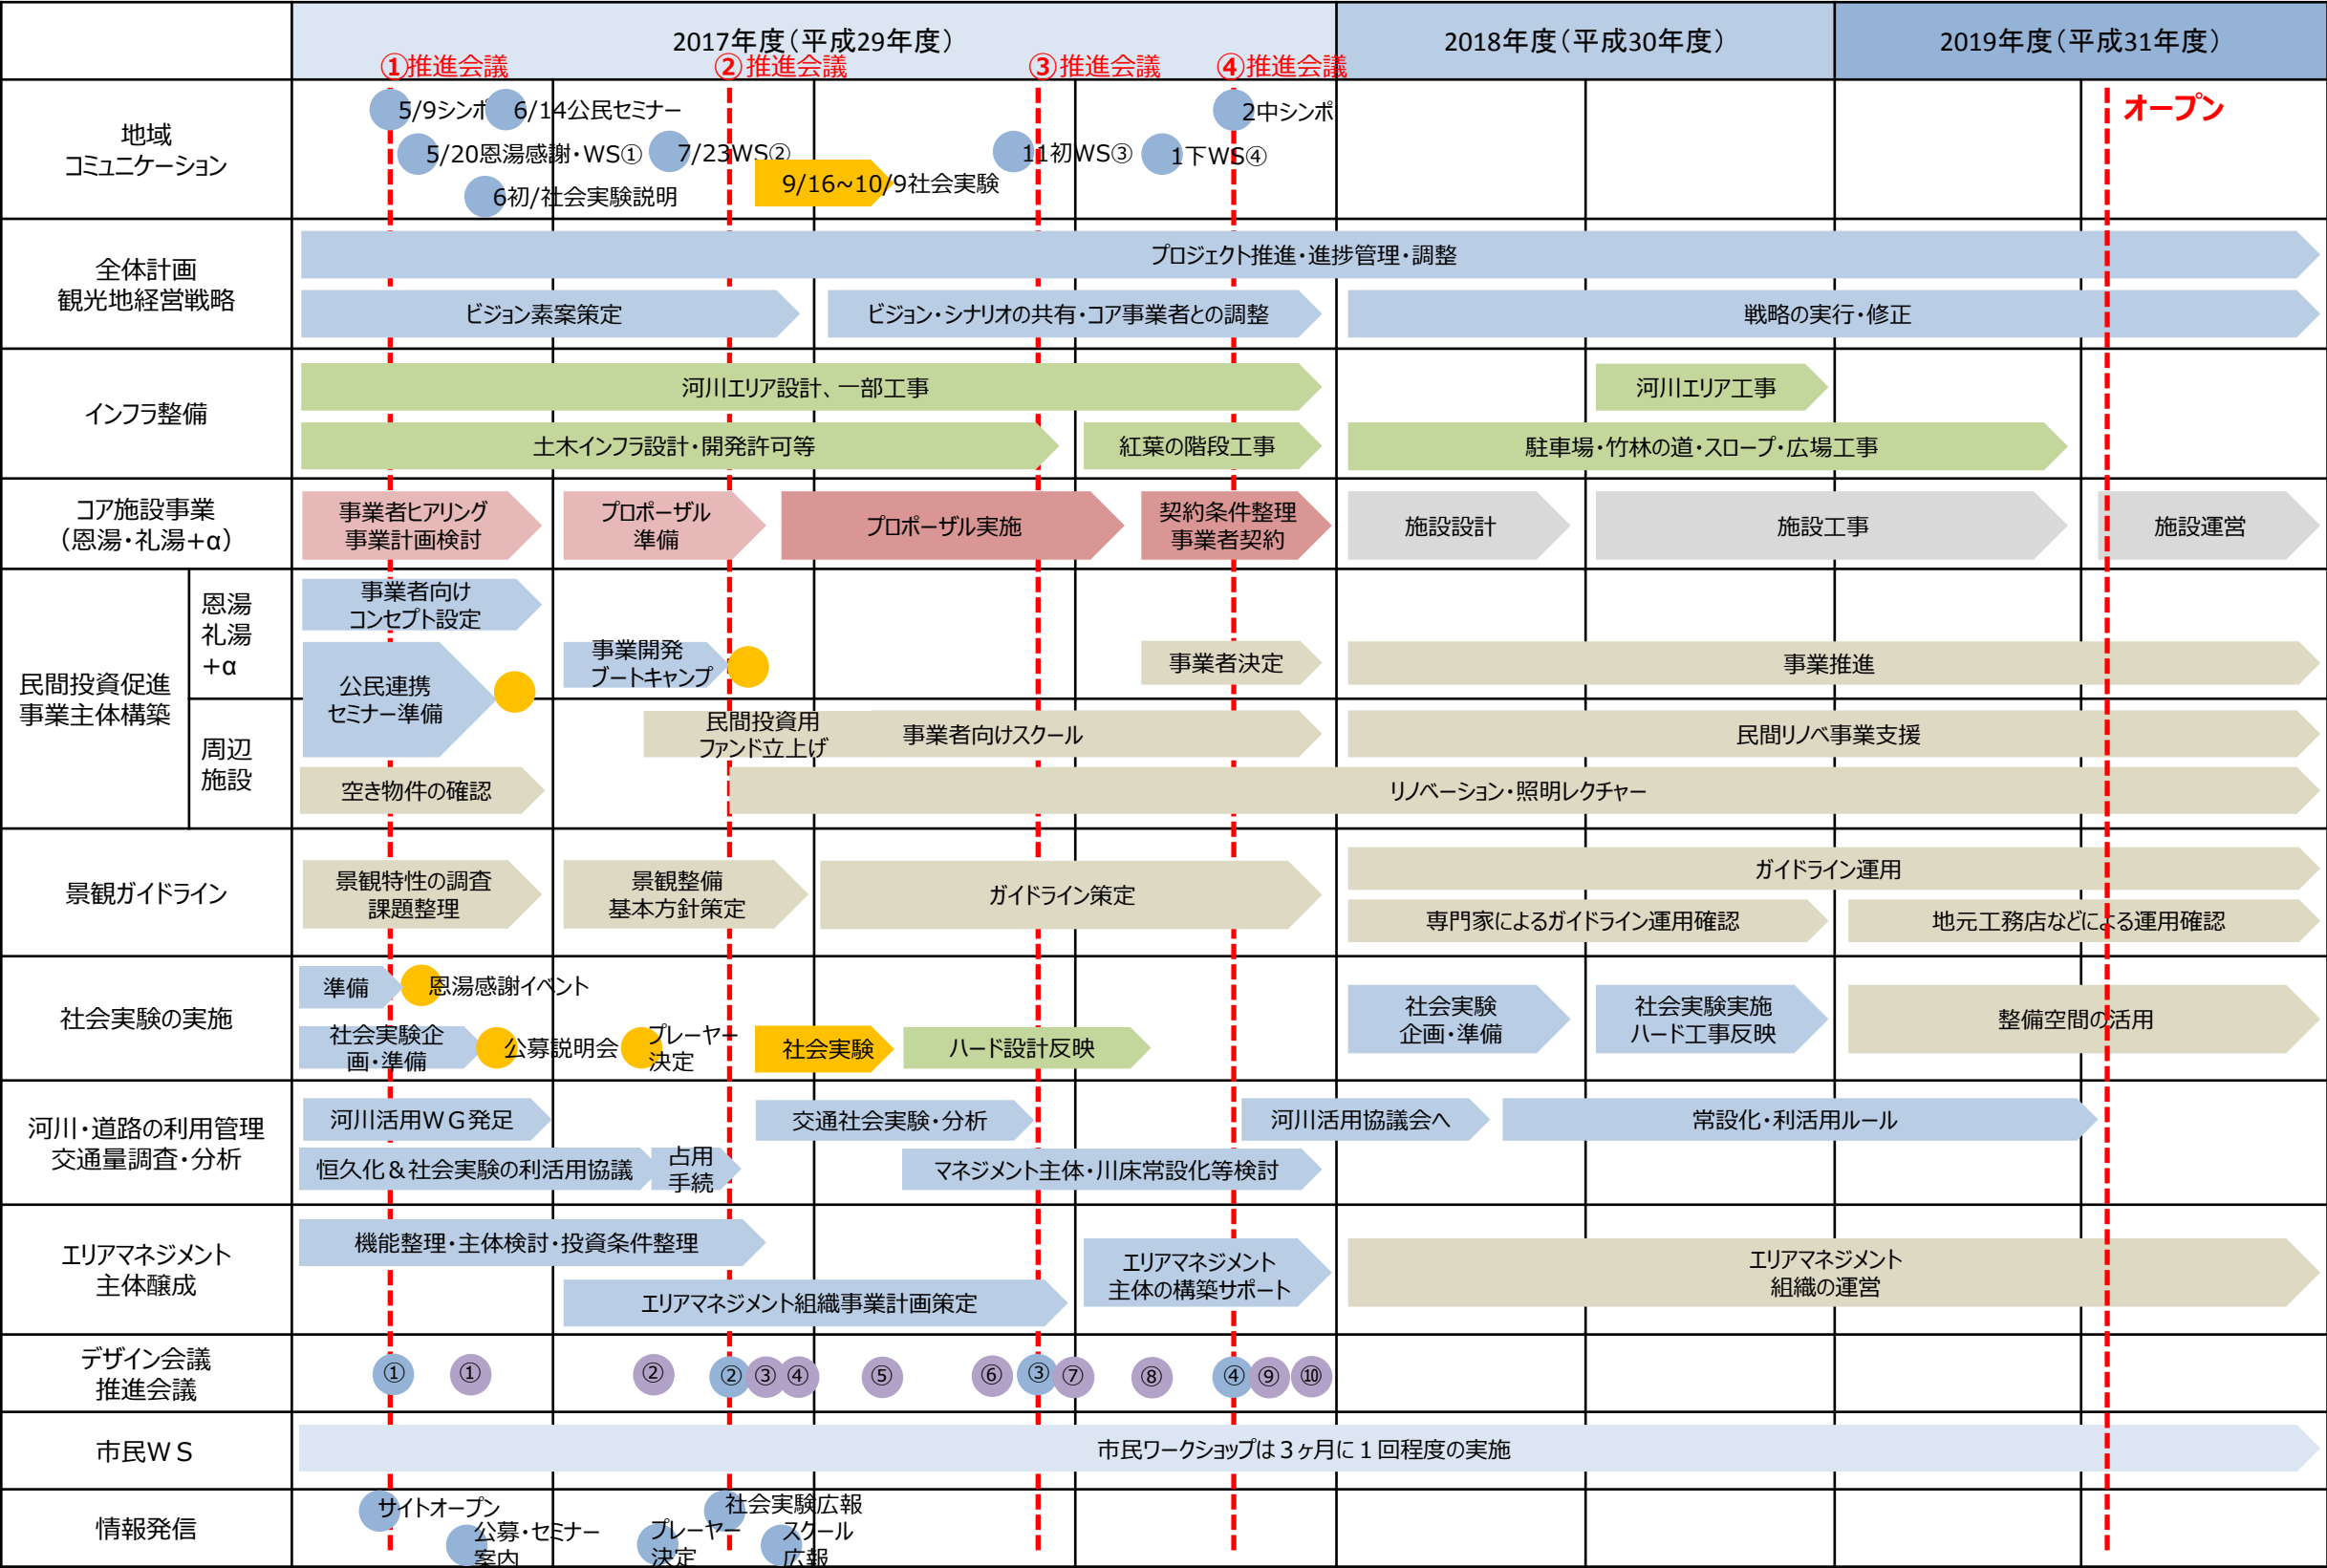 2017年度(平成29年度)
2018年度(平成30年度)
2019年度(平成31年度)
①推進会議
②推進会議
③推進会議
④推進会議
地域
コミュニケーション
5/9シンポ
6/14公民セミナー
5/20恩湯感謝・WS①
7/23WS②
6初/社会実験説明
9/16~10/9社会実験
11初WS③
1下WS④
2中シンポ
オープン
全体計画
観光地経営戦略
プロジェクト推進・進捗管理・調整
ビジョン素案策定
ビジョン・シナリオの共有・コア事業者との調整
戦略の実行・修正
インフラ整備
河川エリア設計、一部工事
河川エリア工事
土木インフラ設計・開発許可等
紅葉の階段工事
駐車場・竹林の道・スロープ・広場工事
コア施設事業
(恩湯・礼湯+α)
事業者ヒアリング
事業計画検討
プロポーザル
準備
プロポーザル実施
契約条件整理
事業者契約
施設設計
施設工事
施設運営
民間投資促進
事業主体構築
恩湯
礼湯
+α
事業者向け
コンセプト設定
公民連携
セミナー準備
事業開発
ブートキャンプ
事業者決定
事業推進
周辺
施設
民間投資用
ファンド立上げ
事業者向けスクール
民間リノベ事業支援
空き物件の確認
リノベーション・照明レクチャー
景観ガイドライン
景観特性の調査
課題整理
景観整備
基本方針策定
ガイドライン策定
ガイドライン運用
専門家によるガイドライン運用確認
地元工務店などによる運用確認
社会実験の実施
準備
恩湯感謝イベント
社会実験企
画・準備
公募説明会
プレーヤー
決定
社会実験
ハード設計反映
社会実験
企画・準備
社会実験実施
ハード工事反映
整備空間の活用
河川・道路の利用管理
交通量調査・分析
河川活用WG発足
交通社会実験・分析
河川活用協議会へ
常設化・利活用ルール
恒久化&社会実験の利活用協議
占用
手続
マネジメント主体・川床常設化等検討
エリアマネジメント
主体醸成
機能整理・主体検討・投資条件整理
エリアマネジメント組織事業計画策定
エリアマネジメント
主体の構築サポート
エリアマネジメント
組織の運営
デザイン会議
推進会議
① ① ② ② ③ ④ ⑤ ⑥ ③ ⑦ ⑧ ④ ⑨ ⑩
市民WS
市民ワークショップは3ヶ月に1回程度の実施
情報発信
サイトオープン
公募・セミナー
案内
プレーヤー
決定
社会実験広報
スクール
広報